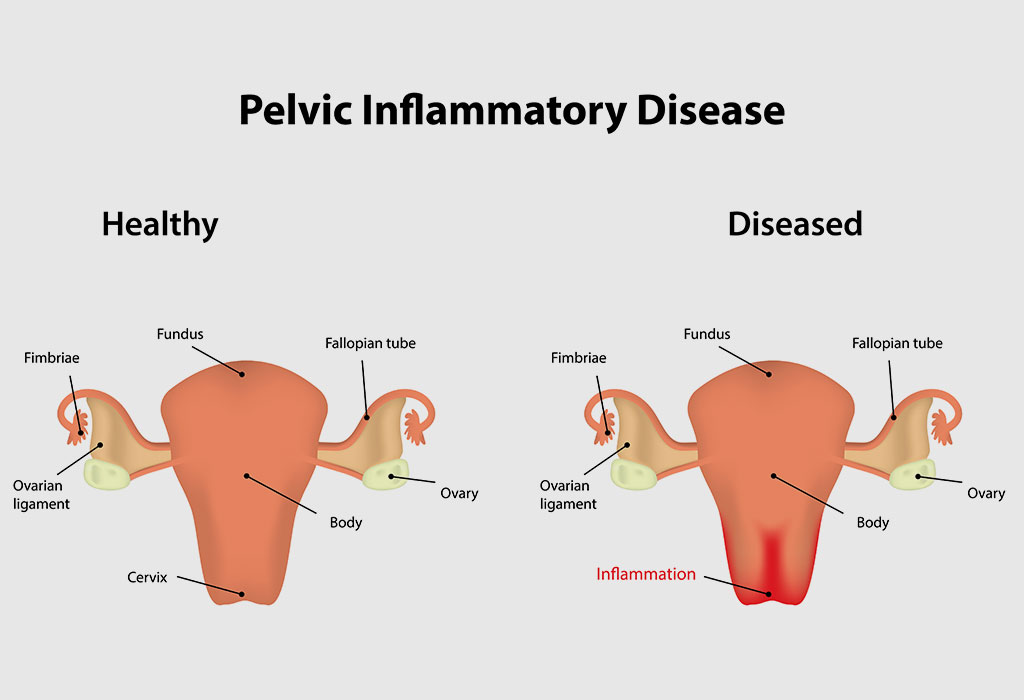 Pelvic Inflammatory Disease
Healthy
Fundus
Fallopian tube
Fimbriae
Ovarian
ligament
Ovary
Body
Cervix
Diseased
Fundus
Fallopian tube
Fimbriae
Ovarian
ligament
Ovary
Body
Inflammation